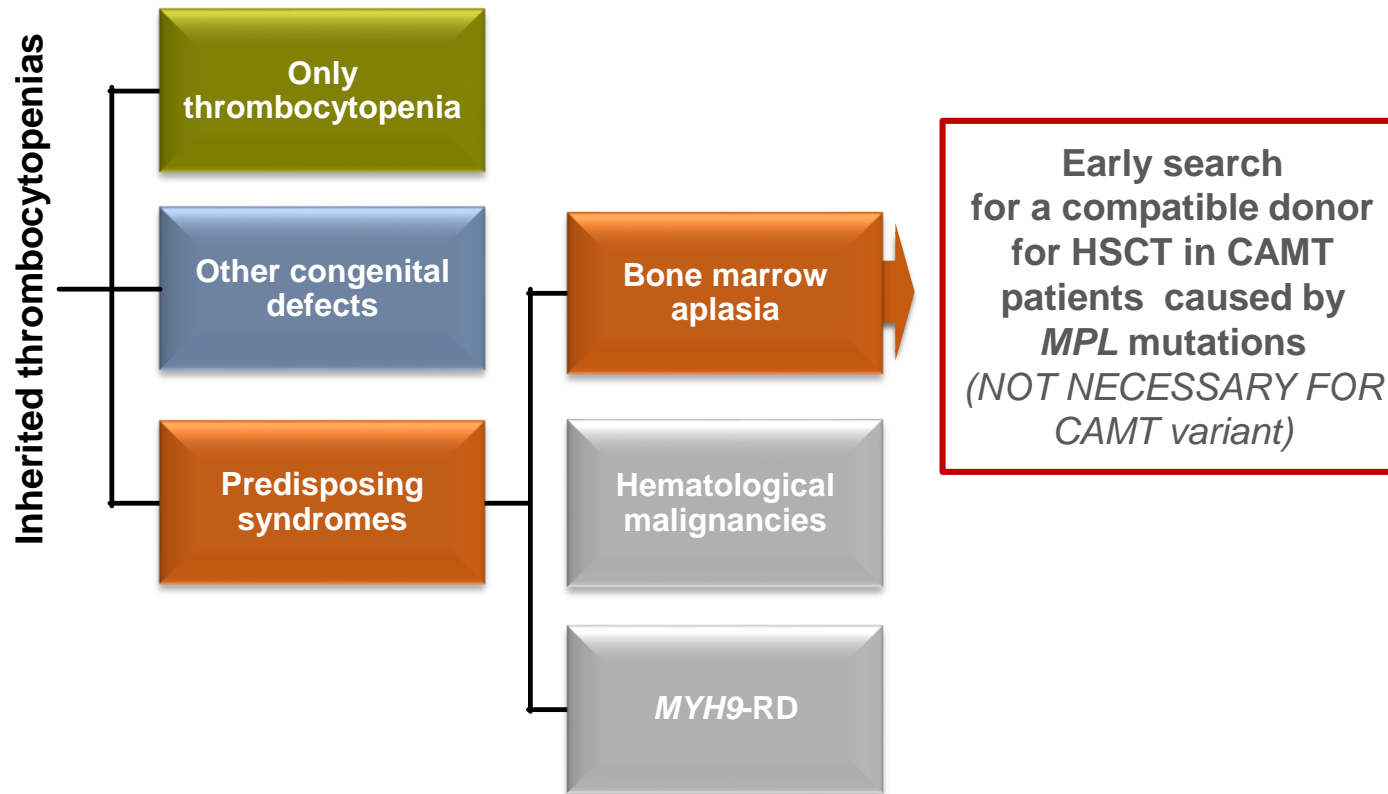 Inherited thrombocytopenias
Only
thrombocytopenia
Other congenital
defects
Predisposing
syndromes
Bone marrow
aplasia
Hematological
malignancies
MYH9-RD
Early search
for a compatible donor
for HSCT in CAMT
patients caused by
MPL mutations
(NOT NECESSARY FOR
CAMT variant)